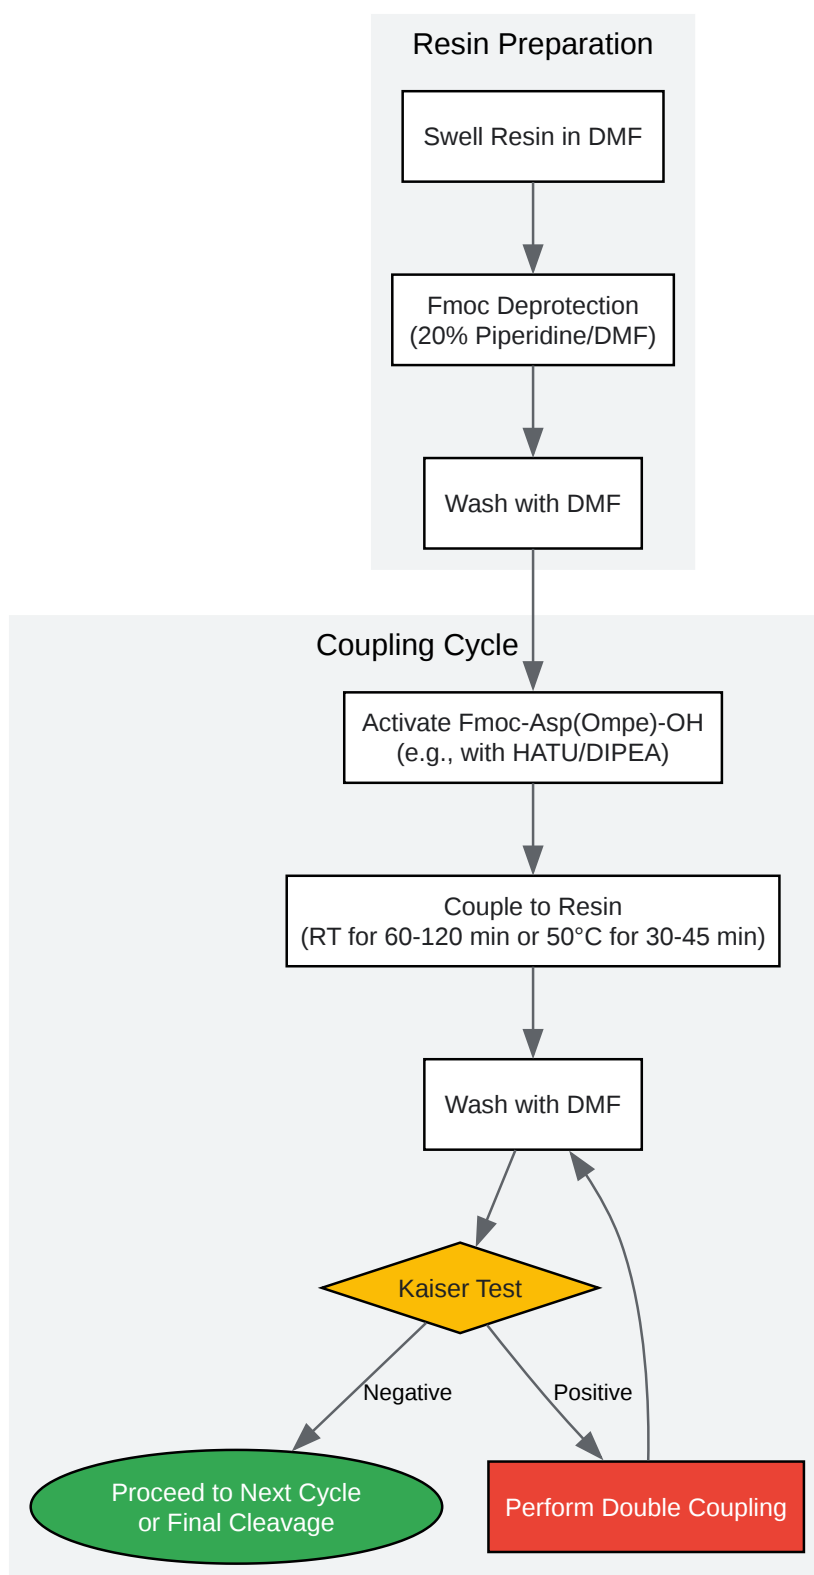 Resin Preparation
Swell Resin in DMF
Fmoc Deprotection
(20% Piperidine/DMF)
Wash with DMF
Coupling Cycle
Activate Fmoc-Asp(Ompe)-OH
(e.g., with HATU/DIPEA)
Couple to Resin
(RT for 60-120 min or 50°C for 30-45 min)
Wash with DMF
Kaiser Test
Negative
Positive
Proceed to Next Cycle
or Final Cleavage
Perform Double Coupling